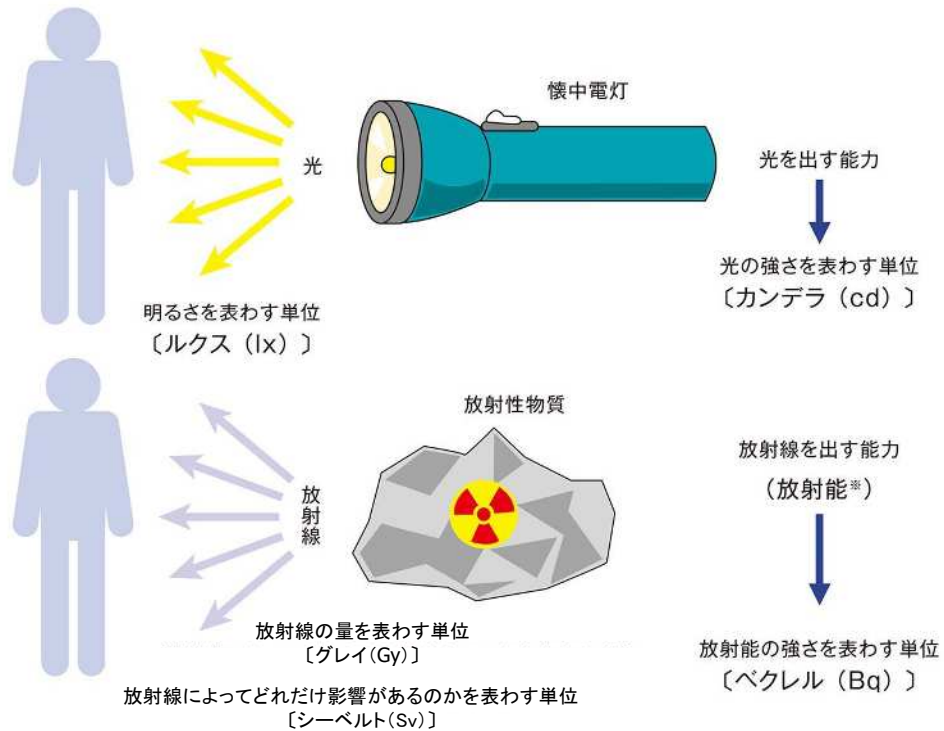 懐中電灯
光
光を出す能力
光の強さを表わす単位
〔カンデラ(cd)〕
明るさを表わす単位
〔ルクス(lx)〕
放射性物質
放射線
放射線を出す能力
(放射能※)
放射線の量を表わす単位
〔グレイ(Gy)〕
放射能の強さを表わす単位
〔ベクレル(Bq)〕
放射線によってどれだけ影響があるのかを表わす単位
〔シーベルト(Sv)〕